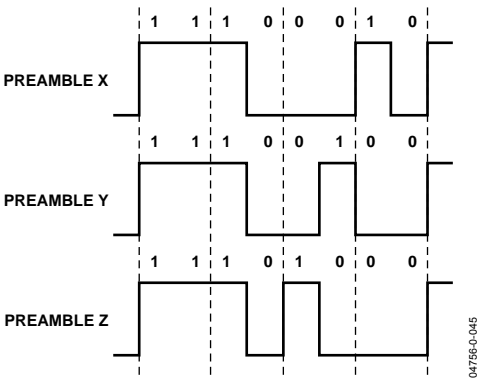 1 1 1 0 0 0 1 0
PREAMBLE X
1 1 1 0 0 1 0 0
PREAMBLE Y
1 1 1 0 1 0 0 0
PREAMBLE Z
04756-0-045